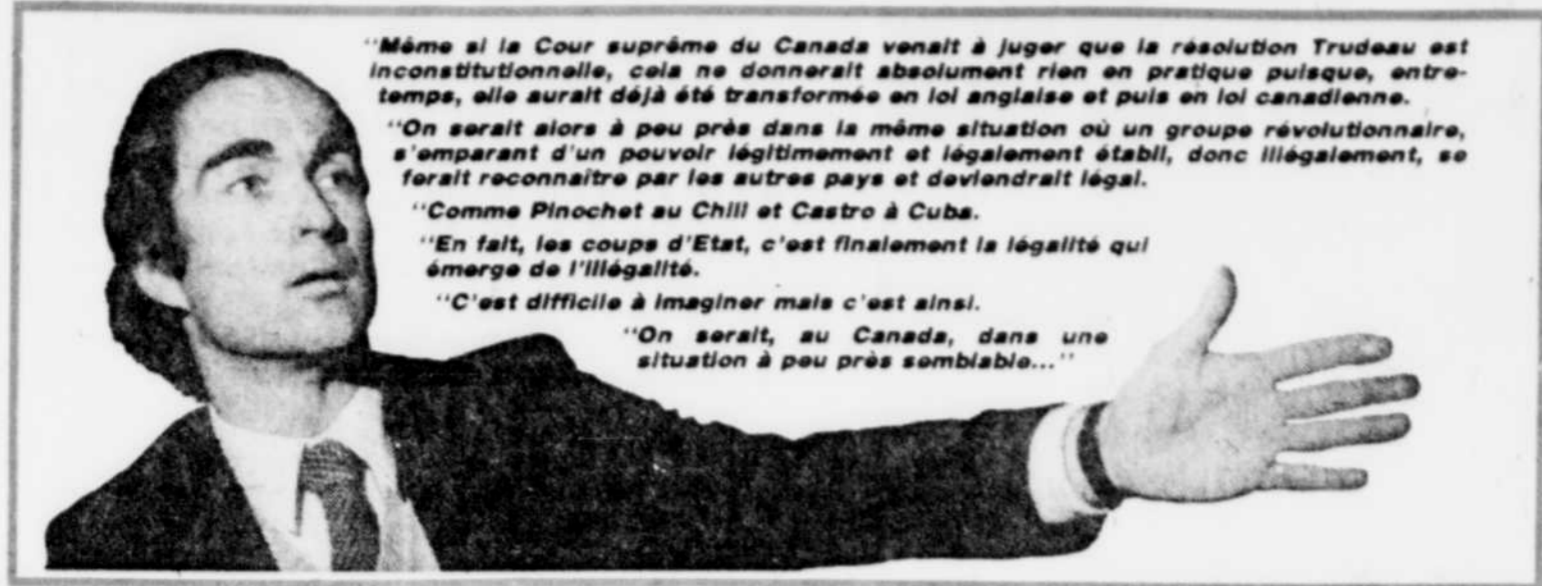 "Même si la Cour suprême du Canada venait à juger que la résolution Trudeau est
inconstitutionnelle, cela ne donnerait absolument rien en pratique puisque, entre-
temps, elle aurait déjà été transformée en loi anglaise et puis en loi canadienne.
"On serait alors à peu près dans la même situation où un groupe révolutionnaire,
s'emparant d'un pouvoir légitimement et légalement établi, donc illégalement, se
ferait reconnaître par les autres pays et deviendrait légal.
"Comme Pinochet au Chili et Castro à Cuba.
"En fait, les coups d'Etat, c'est finalement la légalité qui
émerge de l'illégalité.
"C'est difficile à imaginer mais c'est ainsi.
"On serait, au Canada, dans une
situation à peu près semblable..."